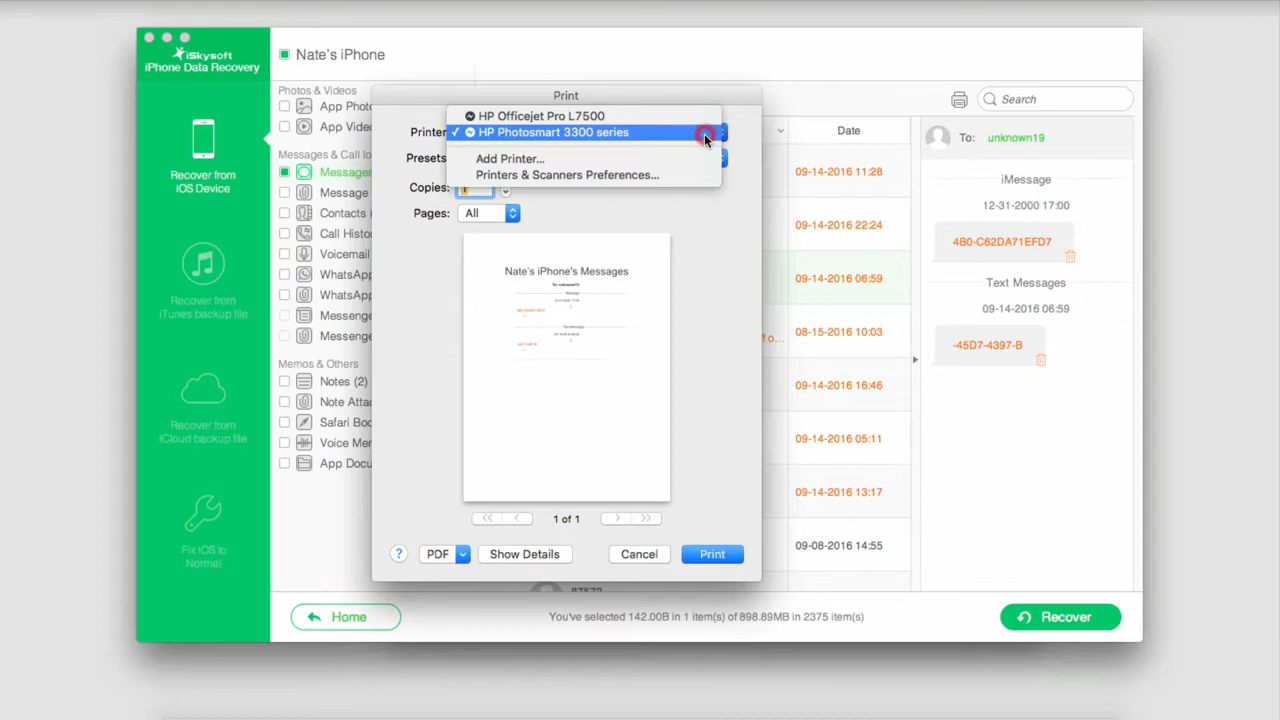 iSkysoft
iPhone Data Recovery
Recover from
iOS Device
Recover from
iTunes backup file
Recover from
iCloud backup file
Fix iOS to
Normal
Nate's iPhone
Photos & Videos
App Phot
App Video
Messages & Call lo
Messages
Message
Contacts (
Call Histo
Voicemail
WhatsApp
WhatsApp
Messenge
Messenge
Memos & Others
Notes (2)
Note Attac
Safari Boo
Voice Mem
App Docu
Print
Printer
HP Officejet Pro L7500
HP Photosmart 3300 series
Add Printer...
Printers & Scanners Preferences...
Presets
Copies:
1
Pages:
All
Nate's iPhone's Messages
1 of 1
?
PDF
Show Details
Cancel
Print
Search
Date
09-14-2016 11:28
09-14-2016 22:24
09-14-2016 06:59
08-15-2016 10:03
09-14-2016 16:46
09-14-2016 05:11
09-14-2016 13:17
09-08-2016 14:55
To: unknown19
iMessage
12-31-2000 17:00
4B0-C62DA71EFD7
Text Messages
09-14-2016 06:59
-45D7-4397-B
Home
You've selected 142.00B in 1 item(s) of 898.89MB in 2375 item(s)
Recover